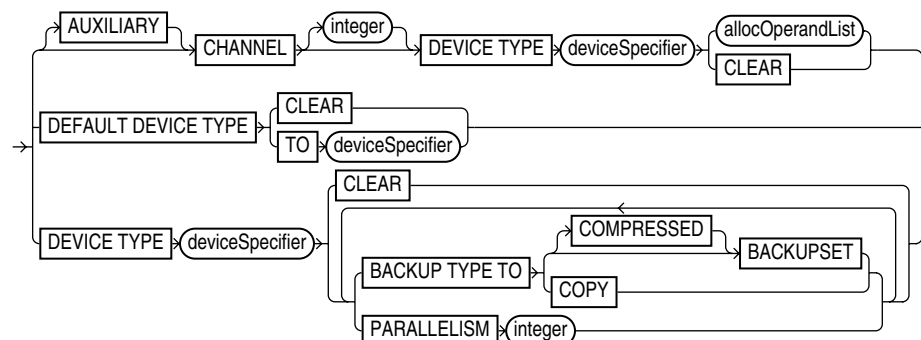 AUXILIARY
CHANNEL integer DEVICE TYPE deviceSpecifier allocOperandList
CLEAR
DEFAULT DEVICE TYPE CLEAR
TO deviceSpecifier
DEVICE TYPE deviceSpecifier CLEAR
BACKUP TYPE TO COMPRESSED BACKUPSET
COPY
PARALLELISM integer